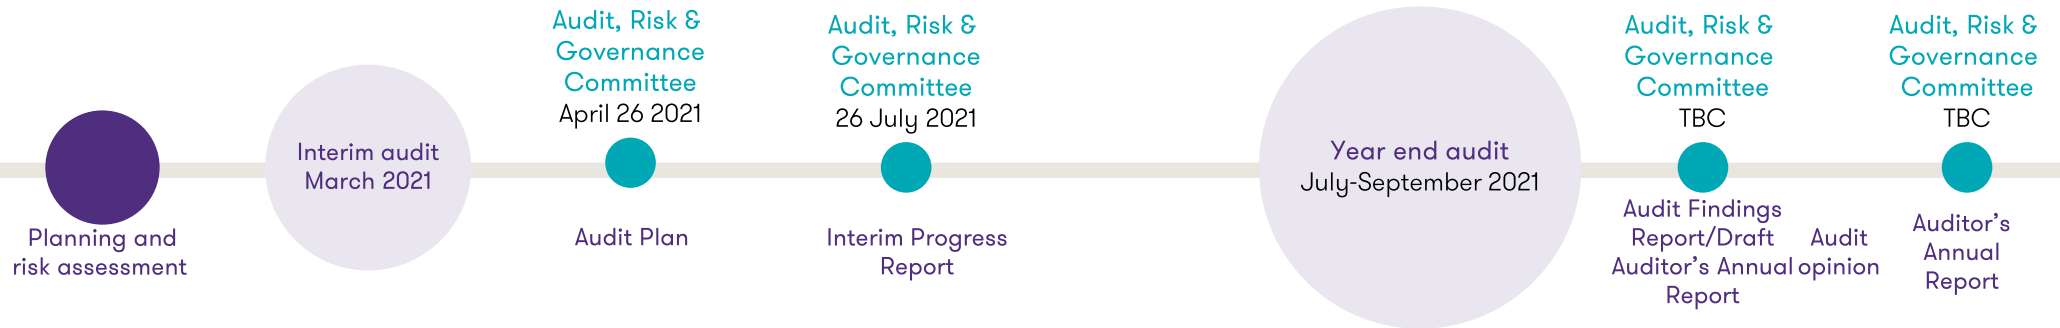 Planning and
risk assessment
Interim audit
March 2021
Audit, Risk &
Governance
Committee
April 26 2021
Audit Plan
Audit, Risk &
Governance
Committee
26 July 2021
Interim Progress
Report
Year end audit
July-September 2021
Audit, Risk &
Governance
Committee
TBC
Audit Findings
Report/Draft
Auditor’s Annual
Report
Audit
opinion
Audit, Risk &
Governance
Committee
TBC
Auditor’s
Annual
Report